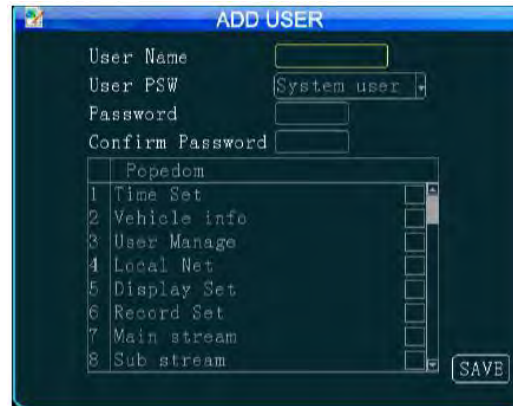 ADD USER
User Name
User PSW System user
Password
Confirm Password
Popedom
1 Time Set
2 Vehicle info
3 User Manage
4 Local Net
5 Display Set
6 Record Set
7 Main stream
8 Sub stream
SAVE